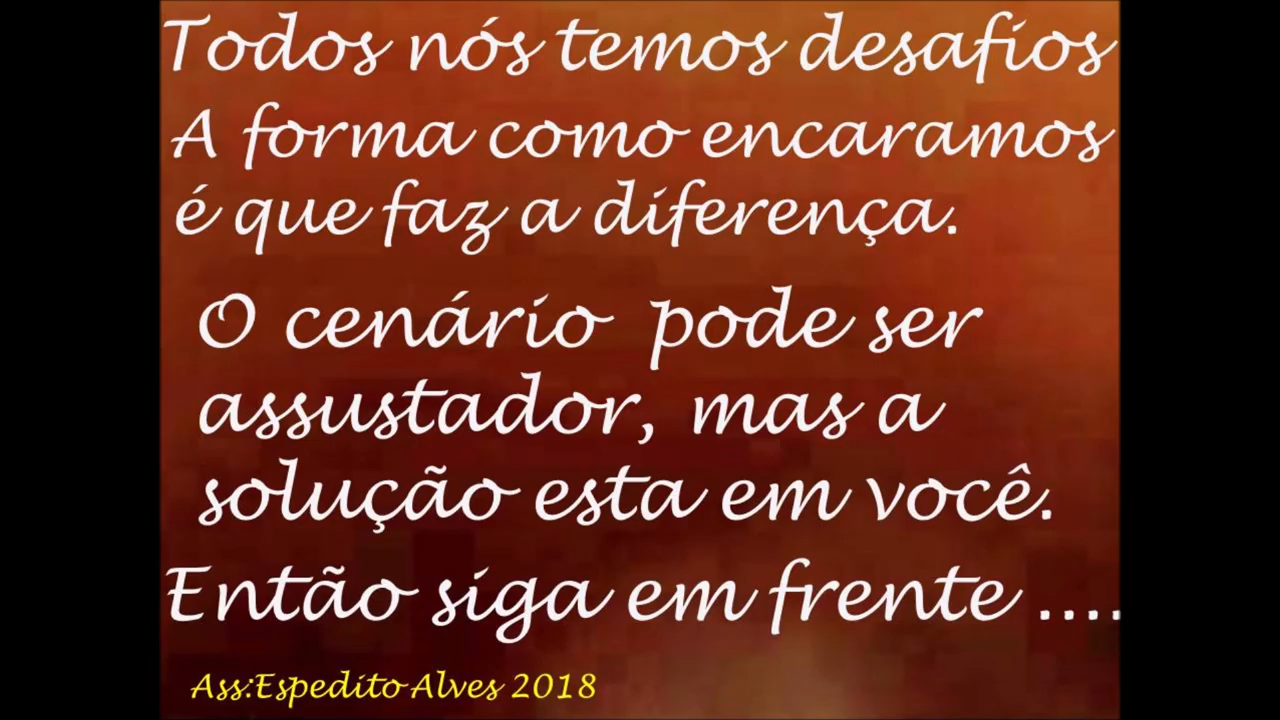 Todos nós temos desafios
A forma como encaramos
é que faz a diferença.
O cenário pode ser
assustador, mas a
solução esta em você.
Então siga em frente ....
Ass:Espedito Alves 2018